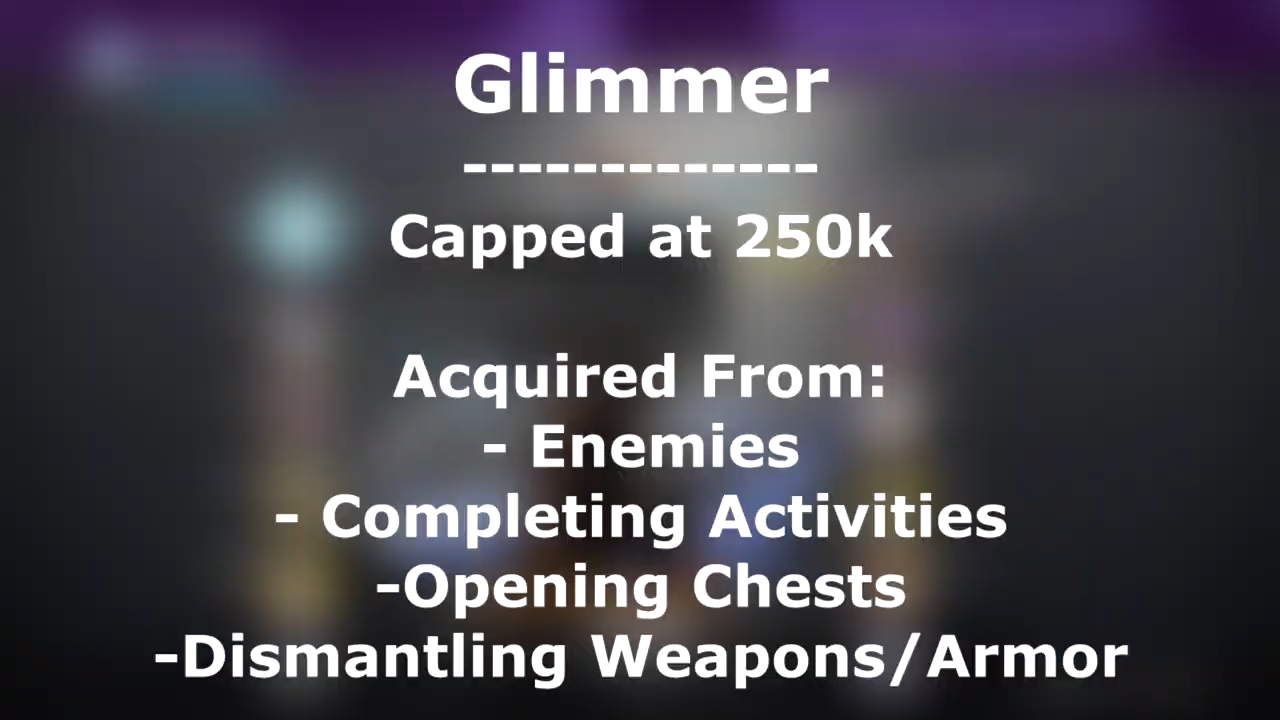 Glimmer
-------------
Capped at 250k
Acquired From:
- Enemies
- Completing Activities
-Opening Chests
-Dismantling Weapons/Armor